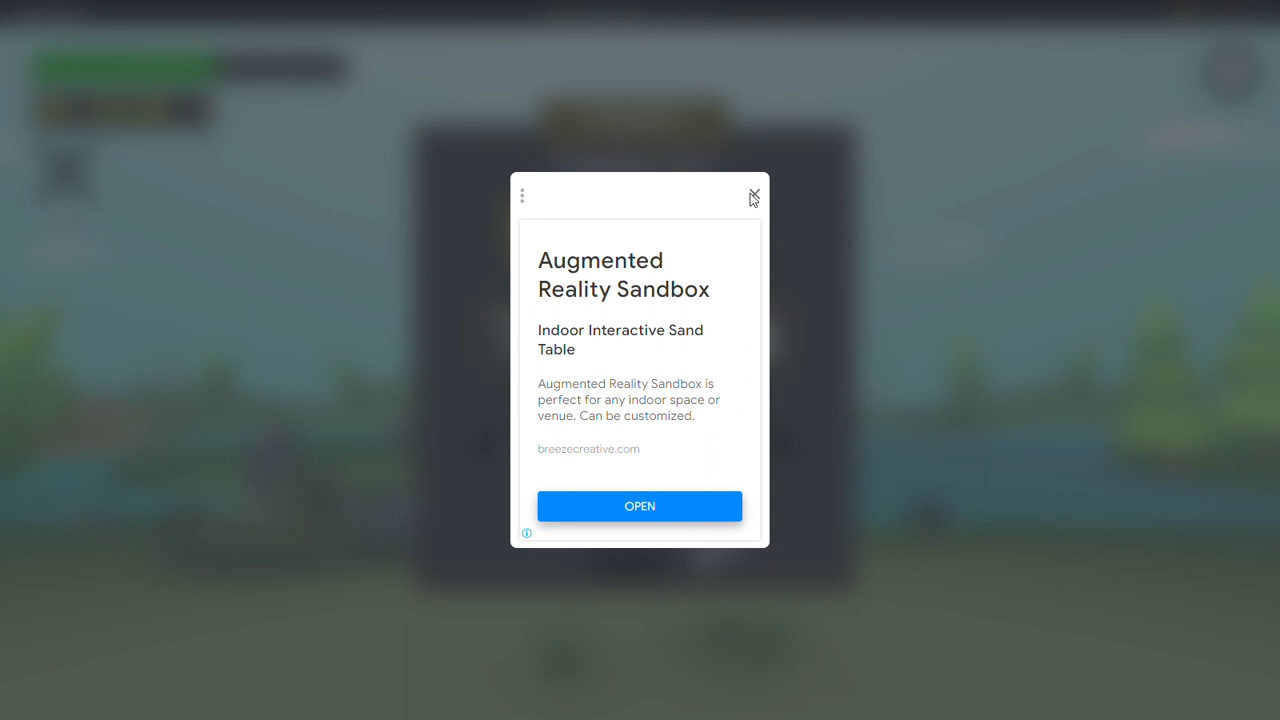 Augmented
Reality Sandbox
Indoor Interactive Sand
Table
Augmented Reality Sandbox is
perfect for any indoor space or
venue. Can be customized.
breezecreative.com
OPEN